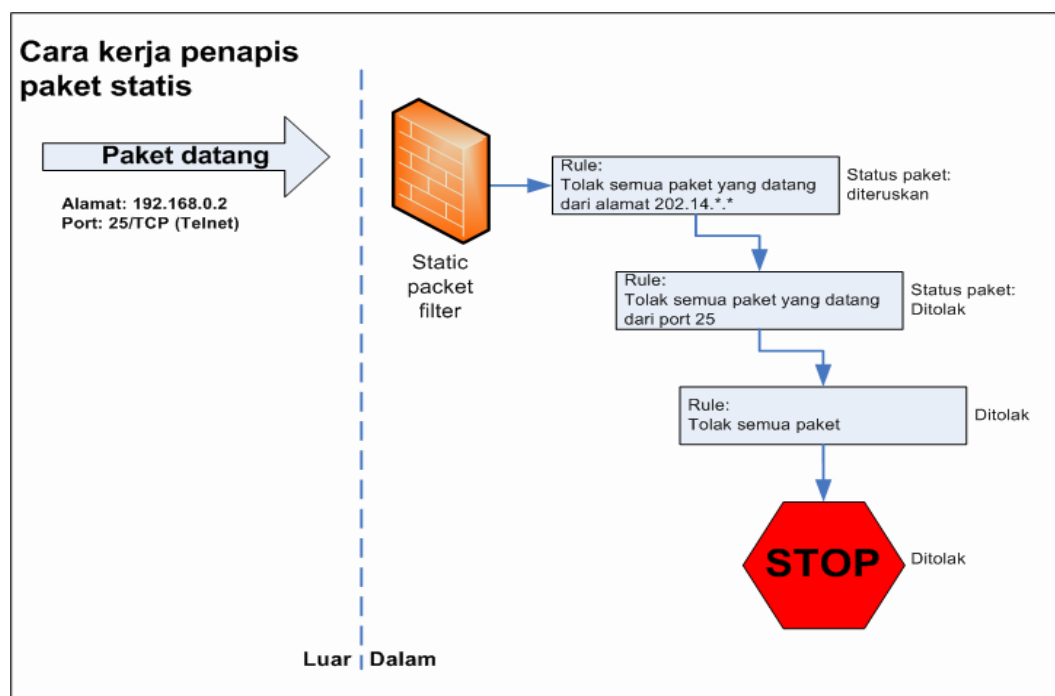 Cara kerja penapis
paket statis
Paket datang
Alamat: 192.168.0.2
Port: 25/TCP (Telnet)
Static
packet
filter
Rule:
Tolak semua paket yang datang
dari alamat 202.14.*.*
Status paket:
diteruskan
Rule:
Tolak semua paket yang datang
dari port 25
Status paket:
Ditolak
Rule:
Tolak semua paket
Ditolak
STOP
Ditolak
Luar
Dalam